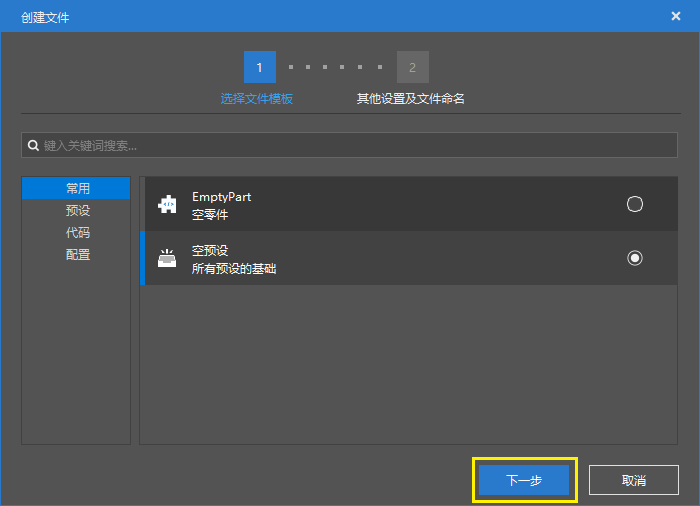 创建文件
1
2
选择文件模板
其他设置及文件命名
键入关键词搜索...
常用
预设
代码
配置
EmptyPart
空零件
空预设
所有预设的基础
下一步
取消